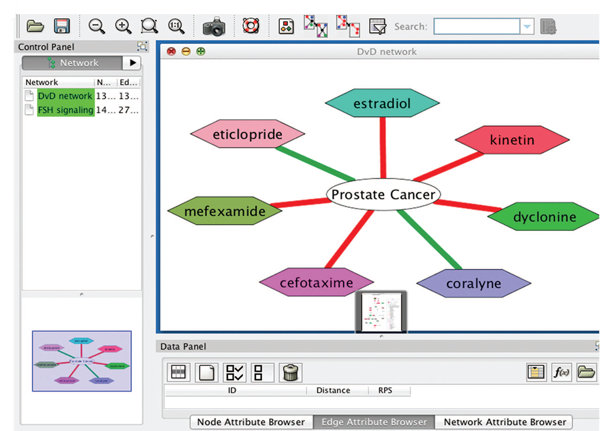 Search:
Control Panel
DvD network
Network
Network N... Ed...
DvD network 13... 13...
FSH signaling 14... 27...
estradiol
eticlopride
kinetin
Prostate Cancer
mefexamide
dyclonine
cefotaxime
coralyne
Data Panel
f(x)
ID Distance RPS
Node Attribute Browser Edge Attribute Browser Network Attribute Browser